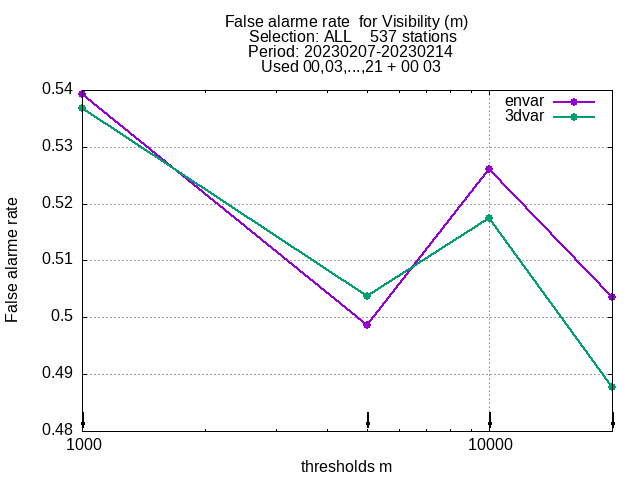 False alarme rate  for Visibility (m)
Selection: ALL    537 stations
Period: 20230207-20230214
Used 00,03,...,21 + 00 03
envar
3dvar
0.54
0.53
0.52
0.51
0.5
0.49
0.48
False alarme rate
1000
10000
thresholds m